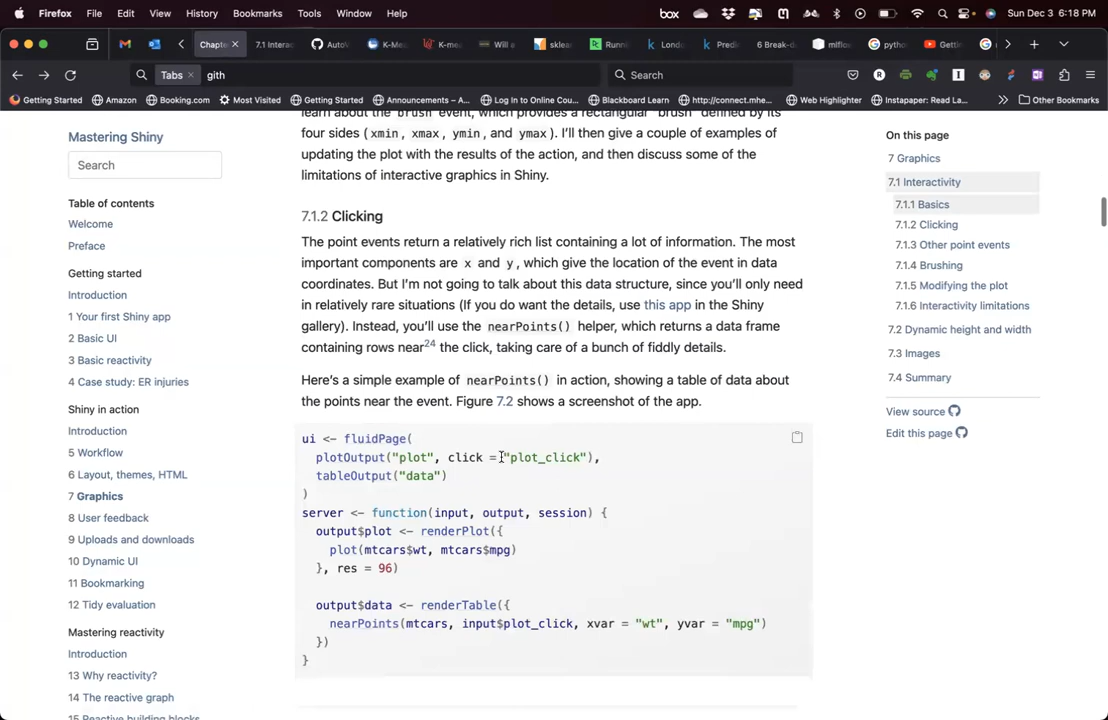 Firefox File Edit View History Bookmarks Tools Window Help box Sun Dec 3 6:18 PM
Chapte 7.1 Interac AutoV K-Me K-mea Will e sklea Runni Lond Predi 6 Break-d mlflow pytho Getti
Tabs gith Search
Getting Started Amazon Booking.com Most Visited Getting Started Announcements – A... Log In to Online Cou... Blackboard Learn http://connect.mhe... Web Highlighter Instapaper: Read La... Other Bookmarks
Mastering Shiny
Search
Table of contents
Welcome
Preface
Getting started
Introduction
1 Your first Shiny app
2 Basic UI
3 Basic reactivity
4 Case study: ER injuries
Shiny in action
Introduction
5 Workflow
6 Layout, themes, HTML
7 Graphics
8 User feedback
9 Uploads and downloads
10 Dynamic UI
11 Bookmarking
12 Tidy evaluation
Mastering reactivity
Introduction
13 Why reactivity?
14 The reactive graph
15 Reactive building blocks
learn about the brush event, which provides a rectangular "brush" defined by its
four sides (xmin, xmax, ymin, and ymax). I'll then give a couple of examples of
updating the plot with the results of the action, and then discuss some of the
limitations of interactive graphics in Shiny.
7.1.2 Clicking
The point events return a relatively rich list containing a lot of information. The most
important components are x and y, which give the location of the event in data
coordinates. But I'm not going to talk about this data structure, since you'll only need
in relatively rare situations (If you do want the details, use this app in the Shiny
gallery). Instead, you'll use the nearPoints() helper, which returns a data frame
containing rows near24 the click, taking care of a bunch of fiddly details.
Here's a simple example of nearPoints() in action, showing a table of data about
the points near the event. Figure 7.2 shows a screenshot of the app.
ui <- fluidPage(
plotOutput("plot", click = "plot_click"),
tableOutput("data")
)
server <- function(input, output, session) {
output$plot <- renderPlot({
plot(mtcars$wt, mtcars$mpg)
}, res = 96)
output$data <- renderTable({
nearPoints(mtcars, input$plot_click, xvar = "wt", yvar = "mpg")
})
}
On this page
7 Graphics
7.1 Interactivity
7.1.1 Basics
7.1.2 Clicking
7.1.3 Other point events
7.1.4 Brushing
7.1.5 Modifying the plot
7.1.6 Interactivity limitations
7.2 Dynamic height and width
7.3 Images
7.4 Summary
View source
Edit this page